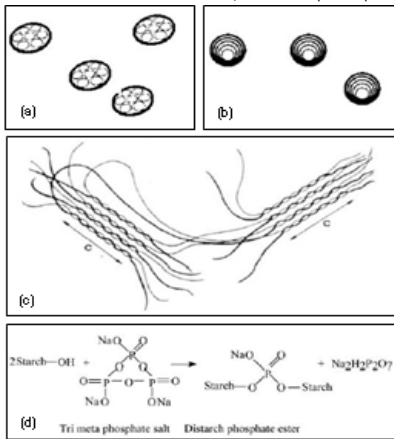 (a)
(b)
C
C
(c)
NaO O
P
2Starch—OH +
O O
O=P—O—P=O
NaO ONa
NaO O
P
Starch—O O—Starch
+ Na2H2P2O7
Tri meta phosphate salt Distarch phosphate ester
(d)